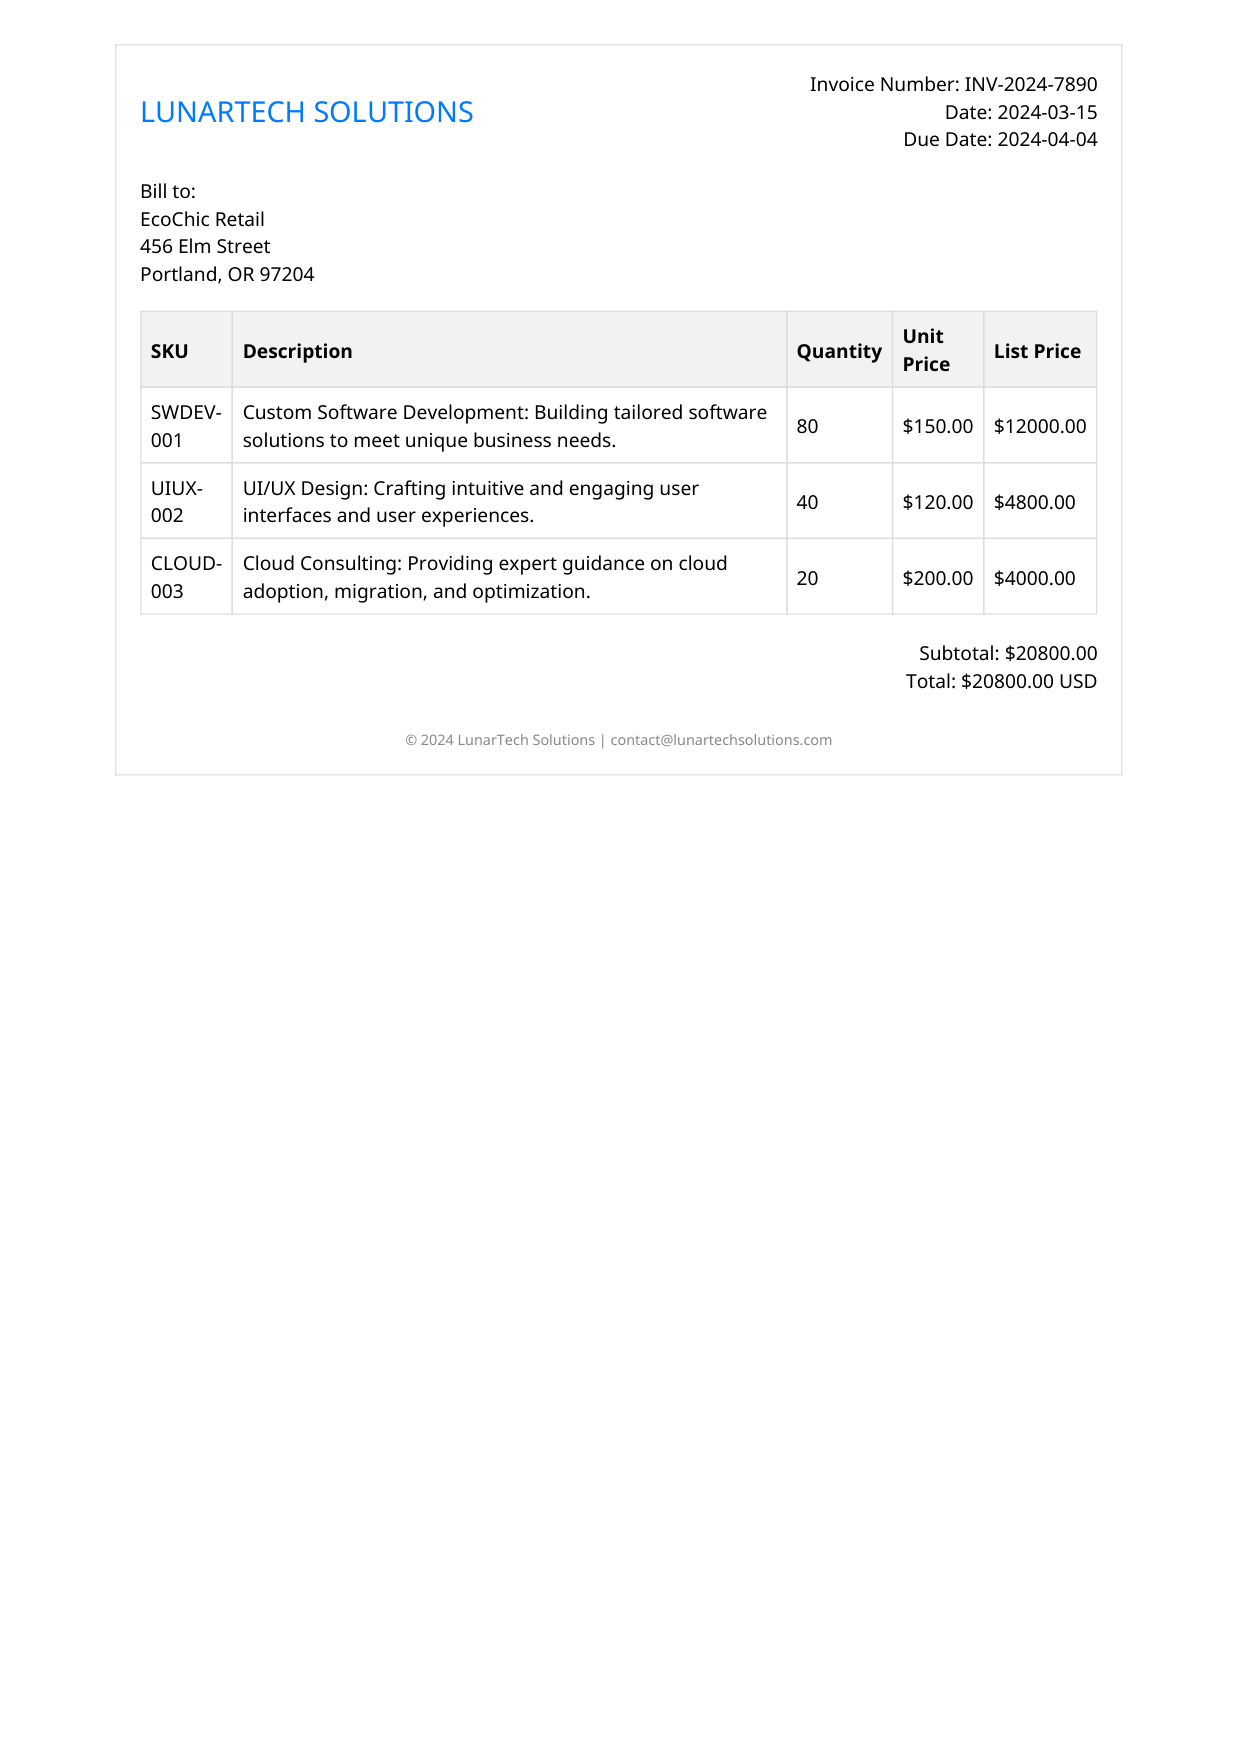 LUNARTECH SOLUTIONS
Invoice Number: INV-2024-7890
Date: 2024-03-15
Due Date: 2024-04-04
Bill to:
EcoChic Retail
456 Elm Street
Portland, OR 97204
SKU Description Quantity Unit Price List Price
SWDEV-001 Custom Software Development: Building tailored software solutions to meet unique business needs. 80 $150.00 $12000.00
UIUX-002 UI/UX Design: Crafting intuitive and engaging user interfaces and user experiences. 40 $120.00 $4800.00
CLOUD-003 Cloud Consulting: Providing expert guidance on cloud adoption, migration, and optimization. 20 $200.00 $4000.00
Subtotal: $20800.00
Total: $20800.00 USD
© 2024 LunarTech Solutions | contact@lunartechsolutions.com